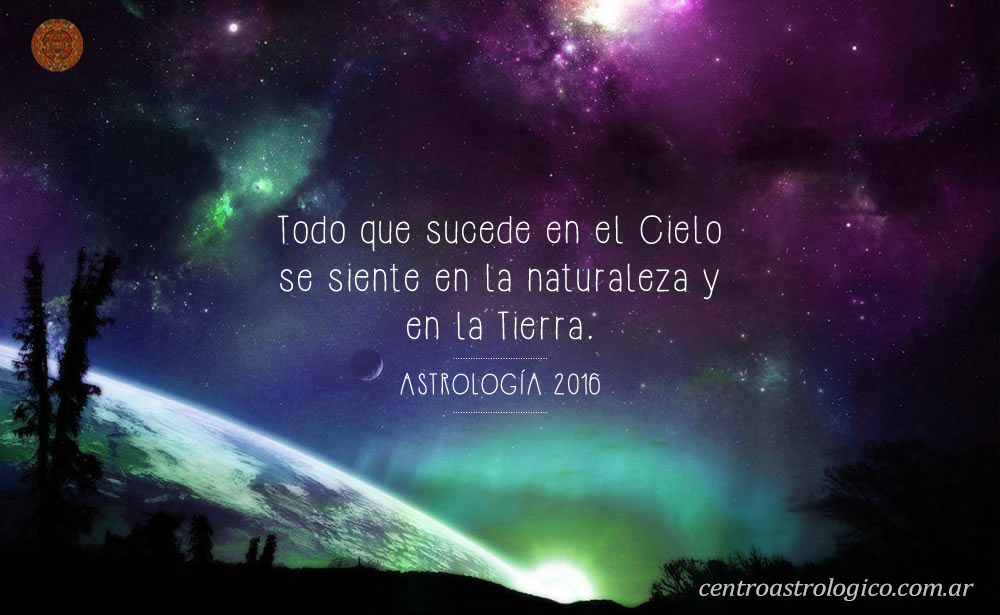 Todo que sucede en el Cielo
se siente en la naturaleza y
en la Tierra.
ASTROLOGÍA 2016
centroastrologico.com.ar